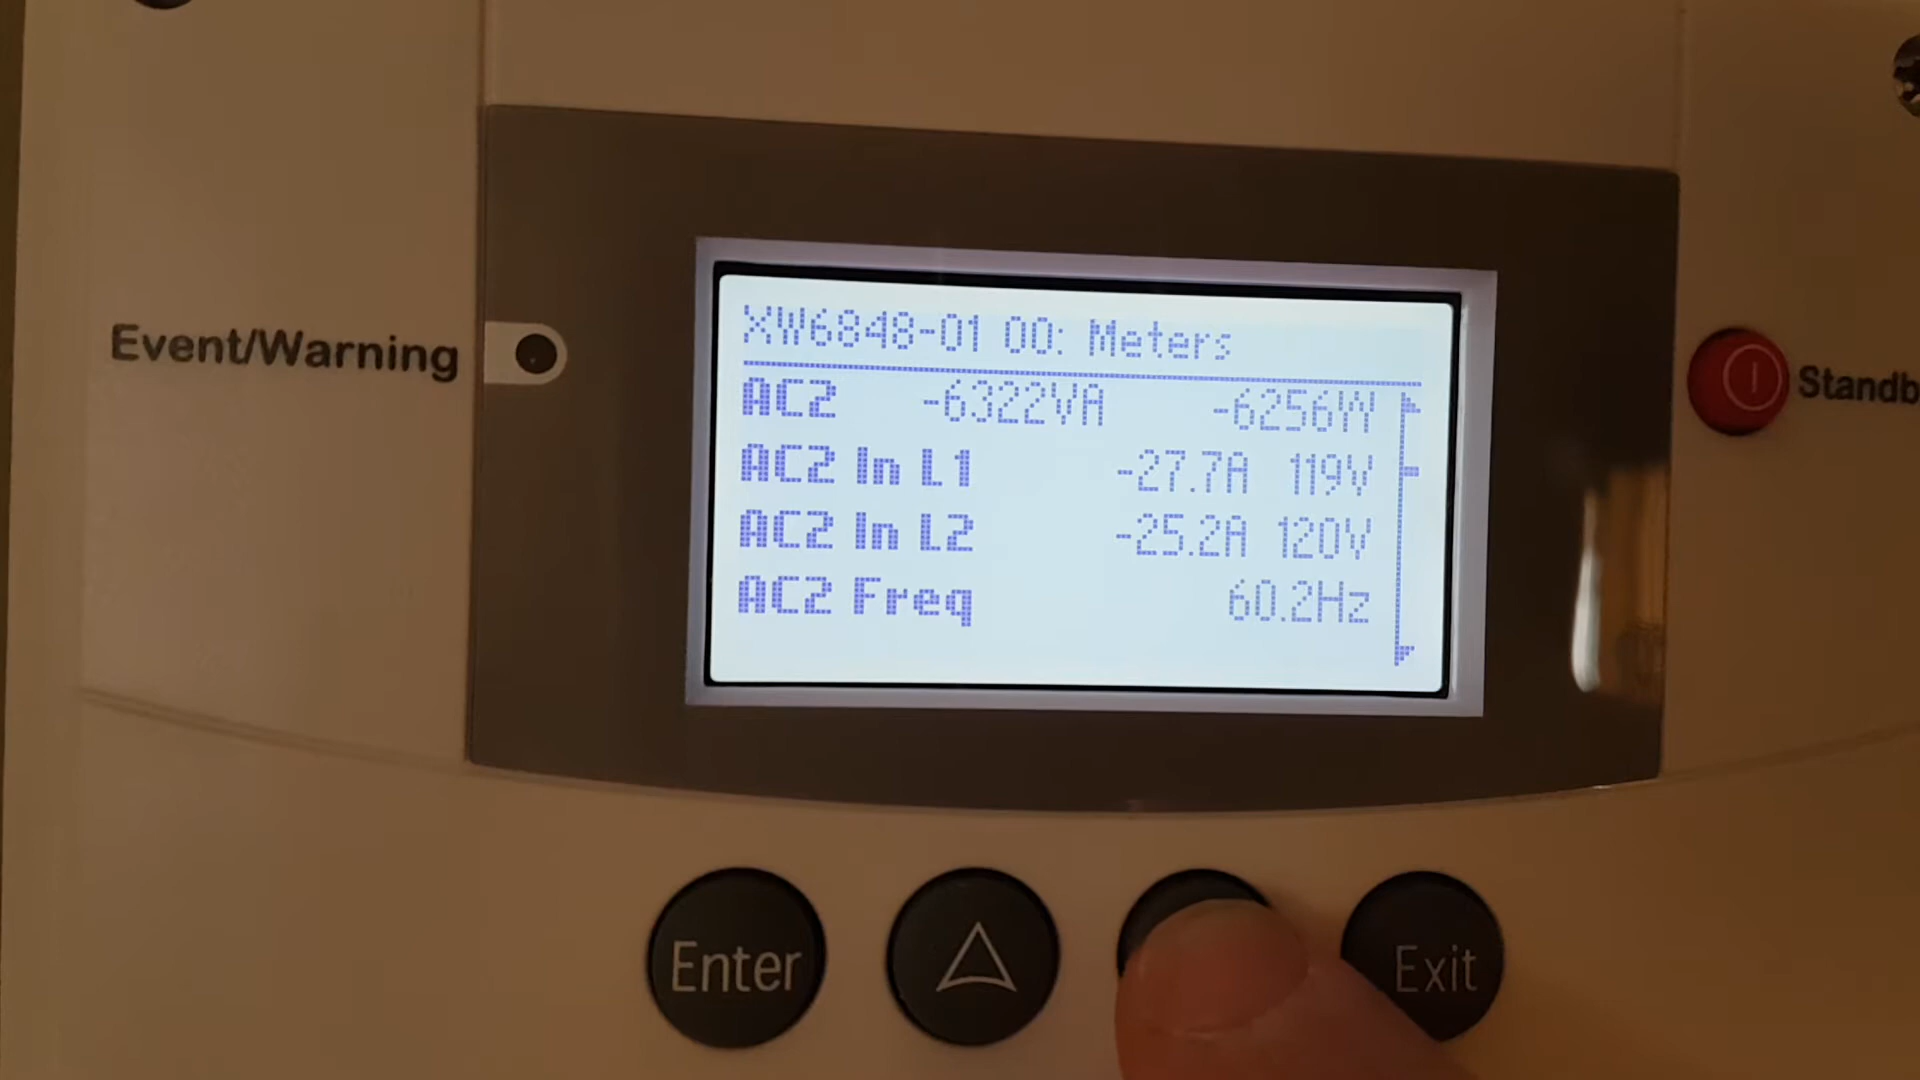 XW6848-01 00: Meters
AC2 -6322VA -6256W
AC2 In L1 -27.7A 119V
AC2 In L2 -25.2A 120V
AC2 Freq 60.2Hz
Event/Warning
Standb
Enter
Exit